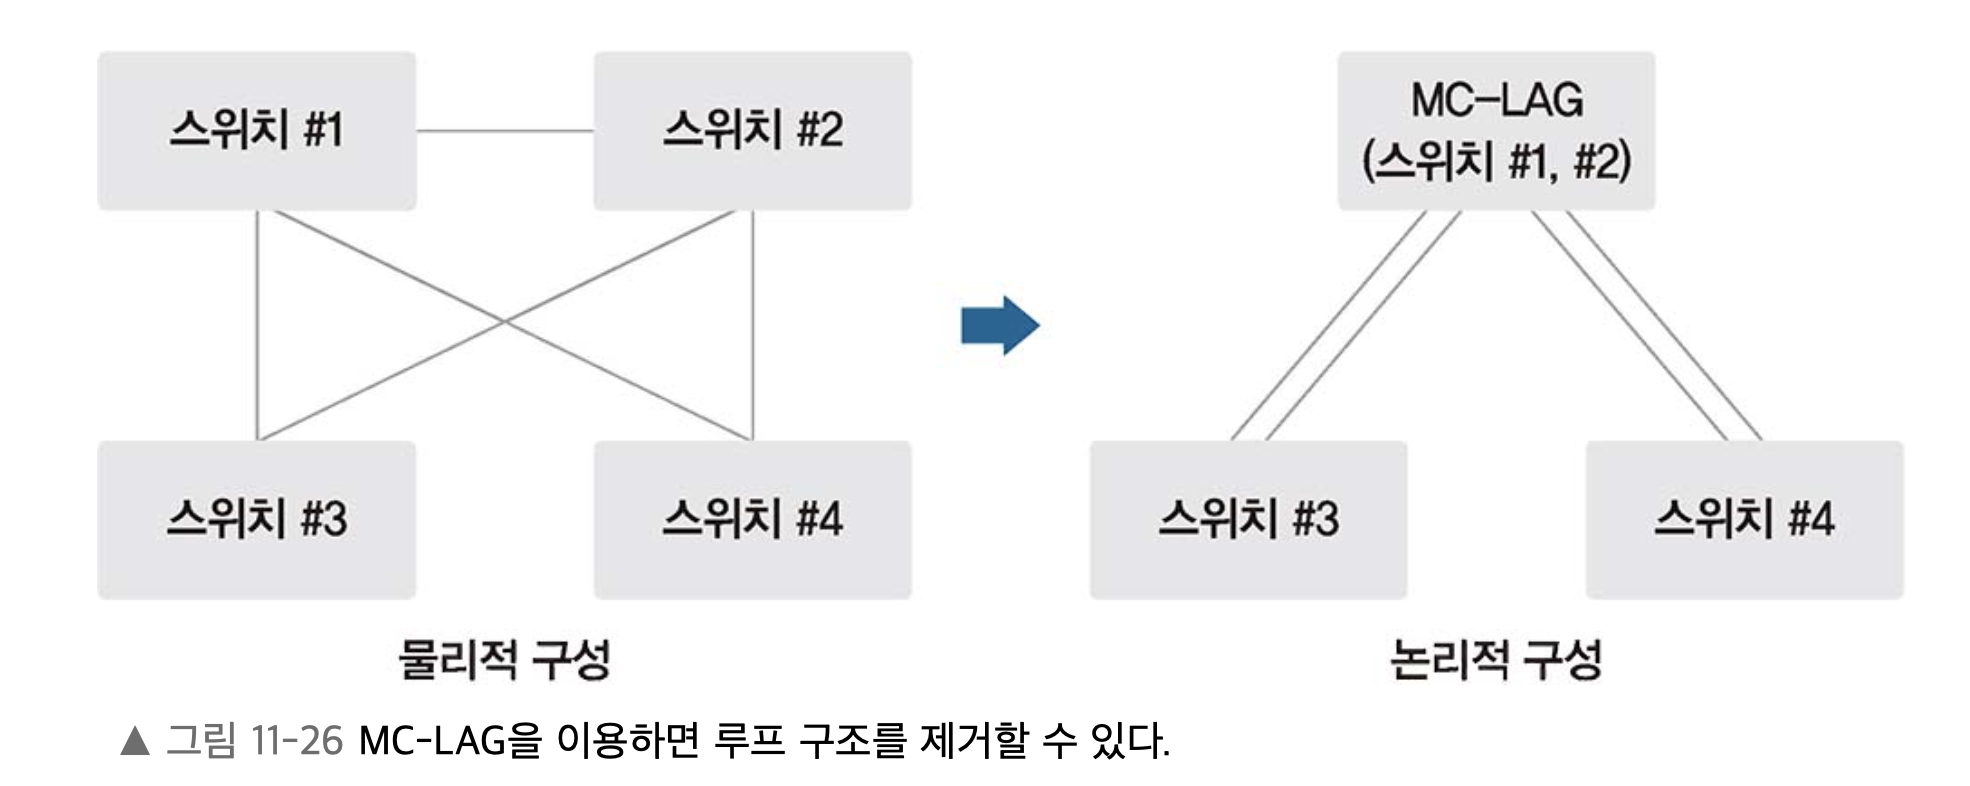 스위치 #1
스위치 #2
MC-LAG
(스위치 #1, #2)
스위치 #3
스위치 #4
스위치 #3
스위치 #4
물리적 구성
논리적 구성
▲ 그림 11-26 MC-LAG을 이용하면 루프 구조를 제거할 수 있다.